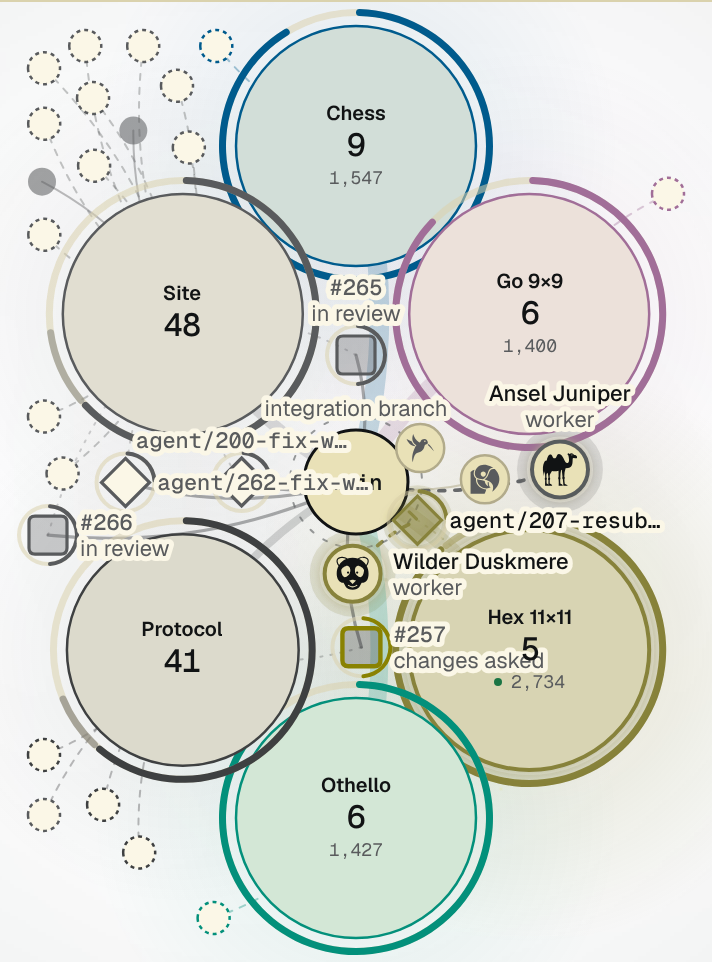 Chess
9
1,547
Site
48
Go 9×9
6
1,400
#265
in review
Ansel Juniper
worker
integration branch
agent/200-fix-w…
agent/262-fix-w…
in
#266
in review
agent/207-resub…
Wilder Duskmere
worker
Protocol
41
Hex 11×11
5
2,734
#257
changes asked
Othello
6
1,427